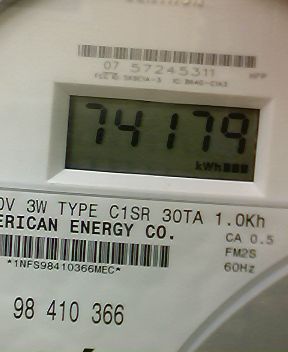 07 57245311 HPP
74179
kWh
0V 3W TYPE C1SR 30TA 1.0Kh
ERICAN ENERGY CO.
CA 0.5
FM2S
*1NFS98410366MEC*
60Hz
98 410 366